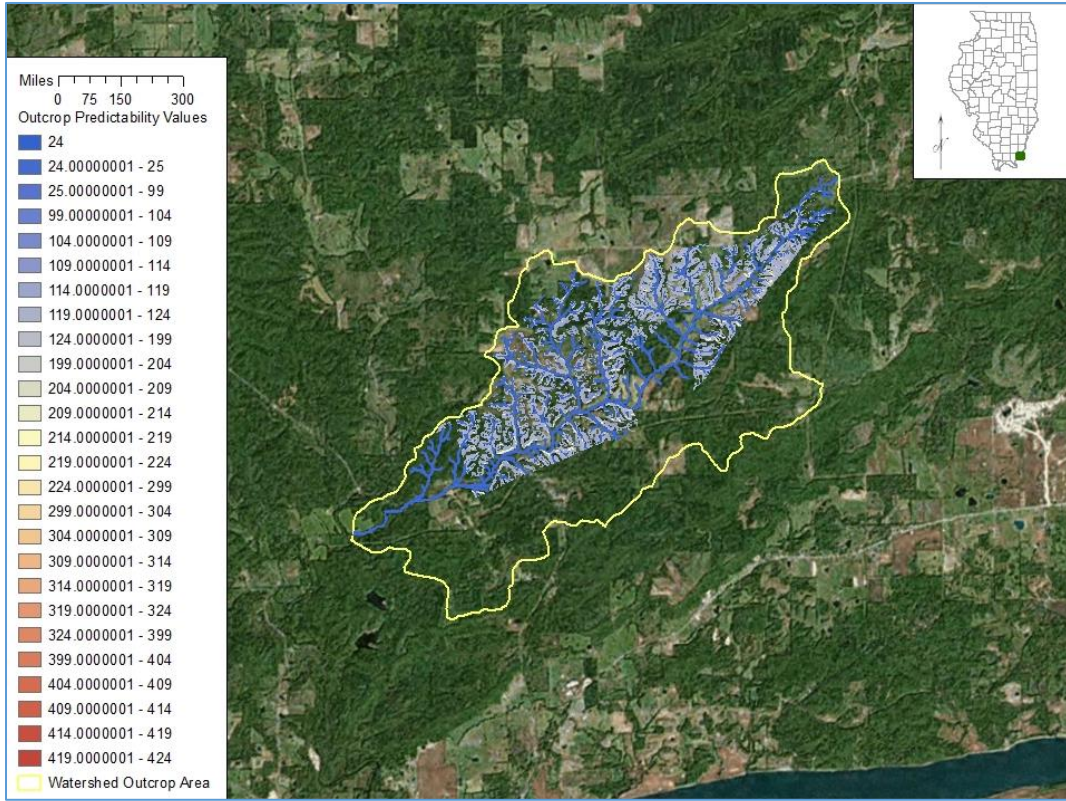 Miles
0 75 150 300
Outcrop Predictability Values
24
24.00000001 - 25
25.00000001 - 99
99.00000001 - 104
104.0000001 - 109
109.0000001 - 114
114.0000001 - 119
119.0000001 - 124
124.0000001 - 199
199.0000001 - 204
204.0000001 - 209
209.0000001 - 214
214.0000001 - 219
219.0000001 - 224
224.0000001 - 299
299.0000001 - 304
304.0000001 - 309
309.0000001 - 314
314.0000001 - 319
319.0000001 - 324
324.0000001 - 399
399.0000001 - 404
404.0000001 - 409
409.0000001 - 414
414.0000001 - 419
419.0000001 - 424
Watershed Outcrop Area
N